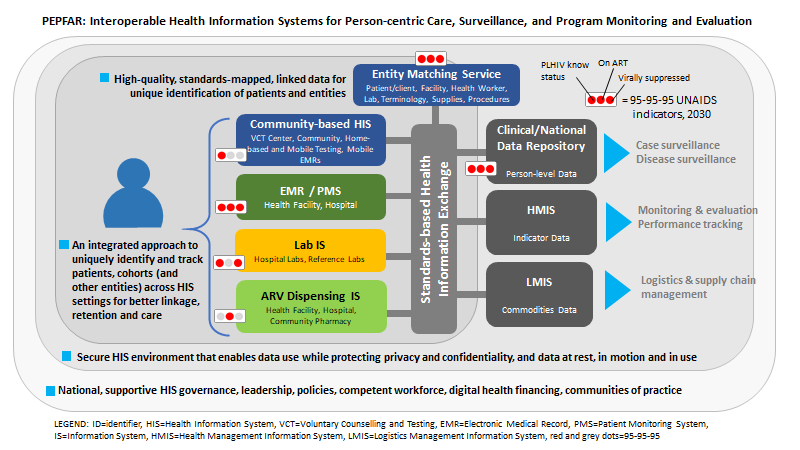 PEPFAR: Interoperable Health Information Systems for Person-centric Care, Surveillance, and Program Monitoring and Evaluation
High-quality, standards-mapped, linked data for
unique identification of patients and entities
Entity Matching Service
Patient/client, Facility, Health Worker,
Lab, Terminology, Supplies, Procedures
PLHIV know
status
On ART
Virally suppressed
= 95-95-95 UNAIDS
indicators, 2030
Community-based HIS
VCT Center, Community, Home-
based and Mobile Testing, Mobile
EMRs
EMR / PMS
Health Facility, Hospital
Lab IS
Hospital Labs, Reference Labs
ARV Dispensing IS
Health Facility, Hospital,
Community Pharmacy
An integrated approach to
uniquely identify and track
patients, cohorts (and
other entities) across HIS
settings for better linkage,
retention and care
Standards-based Health
Information Exchange
Clinical/National
Data Repository
Person-level Data
Case surveillance
Disease surveillance
HMIS
Indicator Data
Monitoring & evaluation
Performance tracking
LMIS
Commodities Data
Logistics & supply chain
management
Secure HIS environment that enables data use while protecting privacy and confidentiality, and data at rest, in motion and in use
National, supportive HIS governance, leadership, policies, competent workforce, digital health financing, communities of practice
LEGEND: ID=identifier, HIS=Health Information System, VCT=Voluntary Counselling and Testing, EMR=Electronic Medical Record, PMS=Patient Monitoring System,
IS=Information System, HMIS=Health Management Information System, LMIS=Logistics Management Information System, red and grey dots=95-95-95